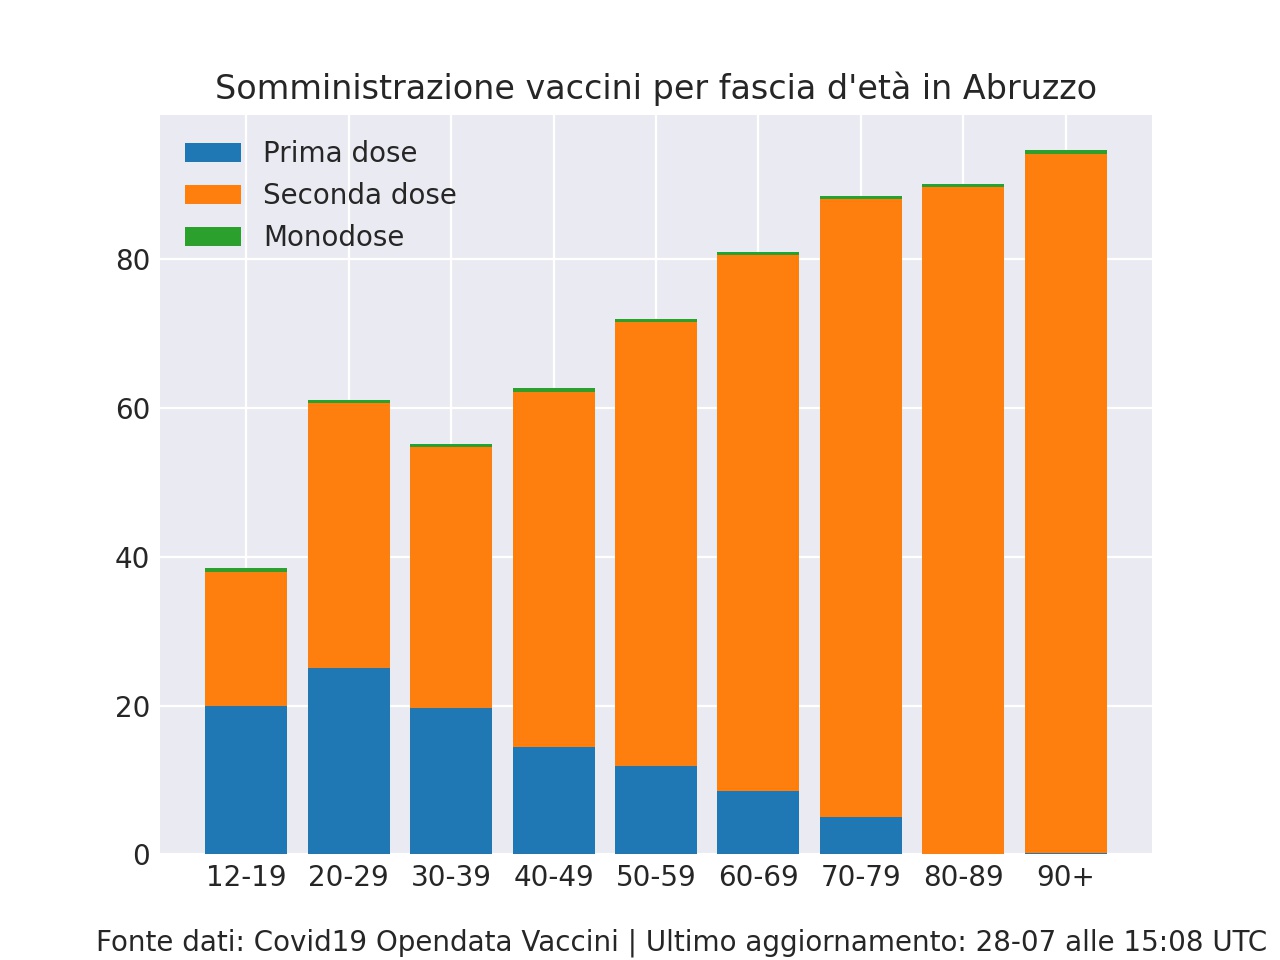 Somministrazione vaccini per fascia d'età in Abruzzo
Prima dose
Seconda dose
Monodose
80
60
40
20
0
12-19 20-29 30-39 40-49 50-59 60-69 70-79 80-89 90+
Fonte dati: Covid19 Opendata Vaccini | Ultimo aggiornamento: 28-07 alle 15:08 UTC